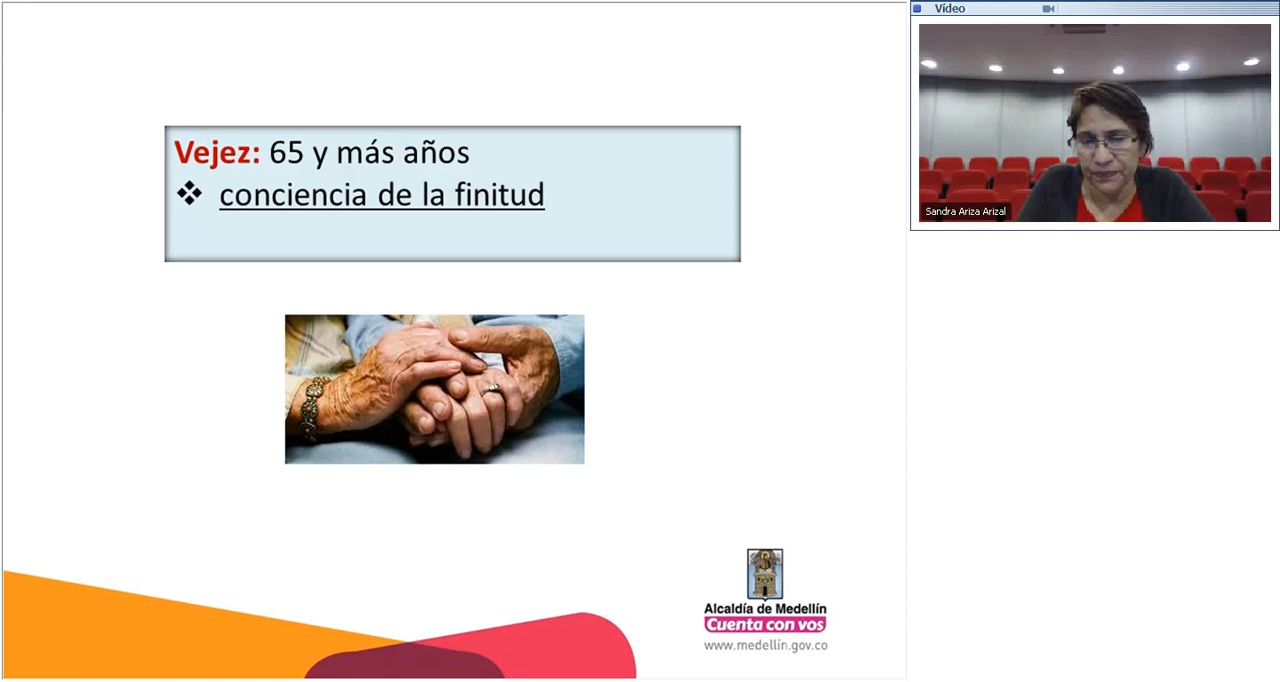 Vejez: 65 y más años
❖ conciencia de la finitud
Alcaldía de Medellín
Cuenta con vos
www.medellin.gov.co
Vídeo
Sandra Ariza Arizal